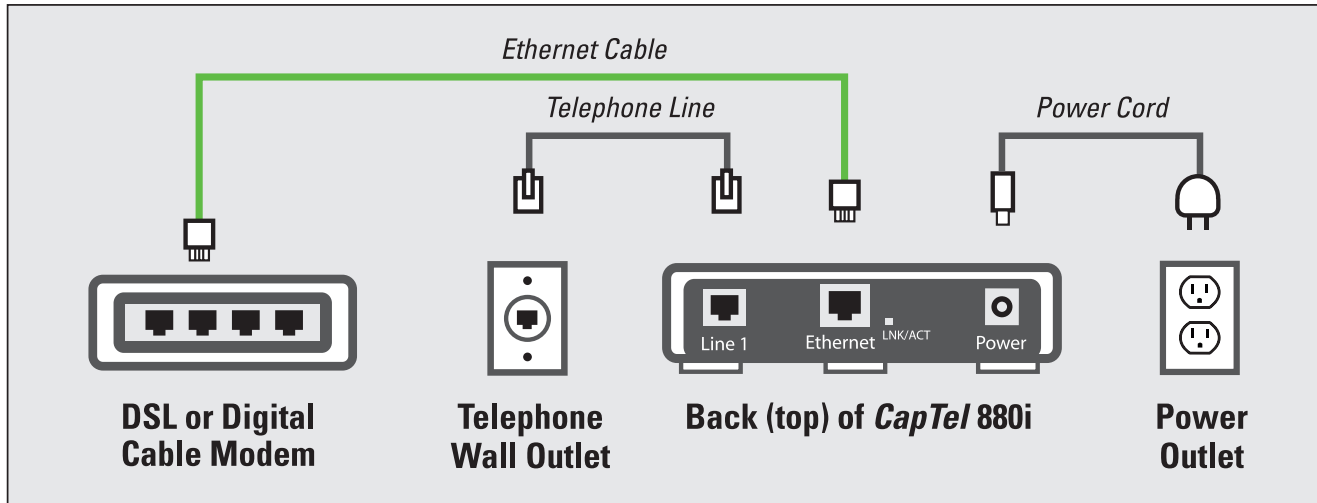 Ethernet Cable
Telephone Line
Power Cord
Line 1
Ethernet
LNK/ACT
Power
DSL or Digital
Cable Modem
Telephone
Wall Outlet
Back (top) of CapTel 880i
Power
Outlet